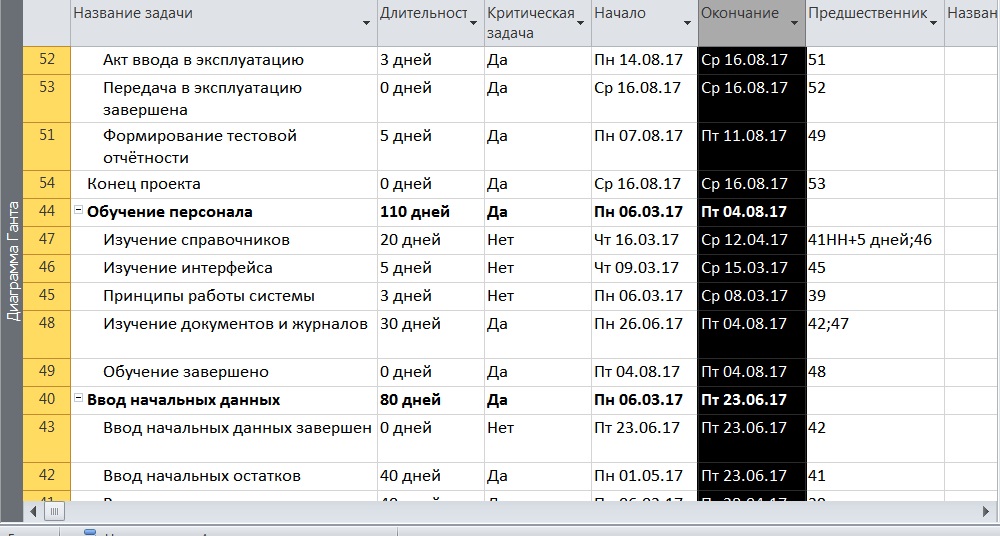 Название задачи Длительност Критическая задача Начало Окончание Предшественник Назван
52 Акт ввода в эксплуатацию 3 дней Да Пн 14.08.17 Ср 16.08.17 51
53 Передача в эксплуатацию завершена 0 дней Да Ср 16.08.17 Ср 16.08.17 52
51 Формирование тестовой отчётности 5 дней Да Пн 07.08.17 Пт 11.08.17 49
54 Конец проекта 0 дней Да Ср 16.08.17 Ср 16.08.17 53
44 Обучение персонала 110 дней Да Пн 06.03.17 Пт 04.08.17
47 Изучение справочников 20 дней Нет Чт 16.03.17 Ср 12.04.17 41НН+5 дней;46
46 Изучение интерфейса 5 дней Нет Чт 09.03.17 Ср 15.03.17 45
45 Принципы работы системы 3 дней Нет Пн 06.03.17 Ср 08.03.17 39
48 Изучение документов и журналов 30 дней Да Пн 26.06.17 Пт 04.08.17 42;47
49 Обучение завершено 0 дней Да Пт 04.08.17 Пт 04.08.17 48
40 Ввод начальных данных 80 дней Да Пн 06.03.17 Пт 23.06.17
43 Ввод начальных данных завершен 0 дней Нет Пт 23.06.17 Пт 23.06.17 42
42 Ввод начальных остатков 40 дней Да Пн 01.05.17 Пт 23.06.17 41
Диаграмма Ганта